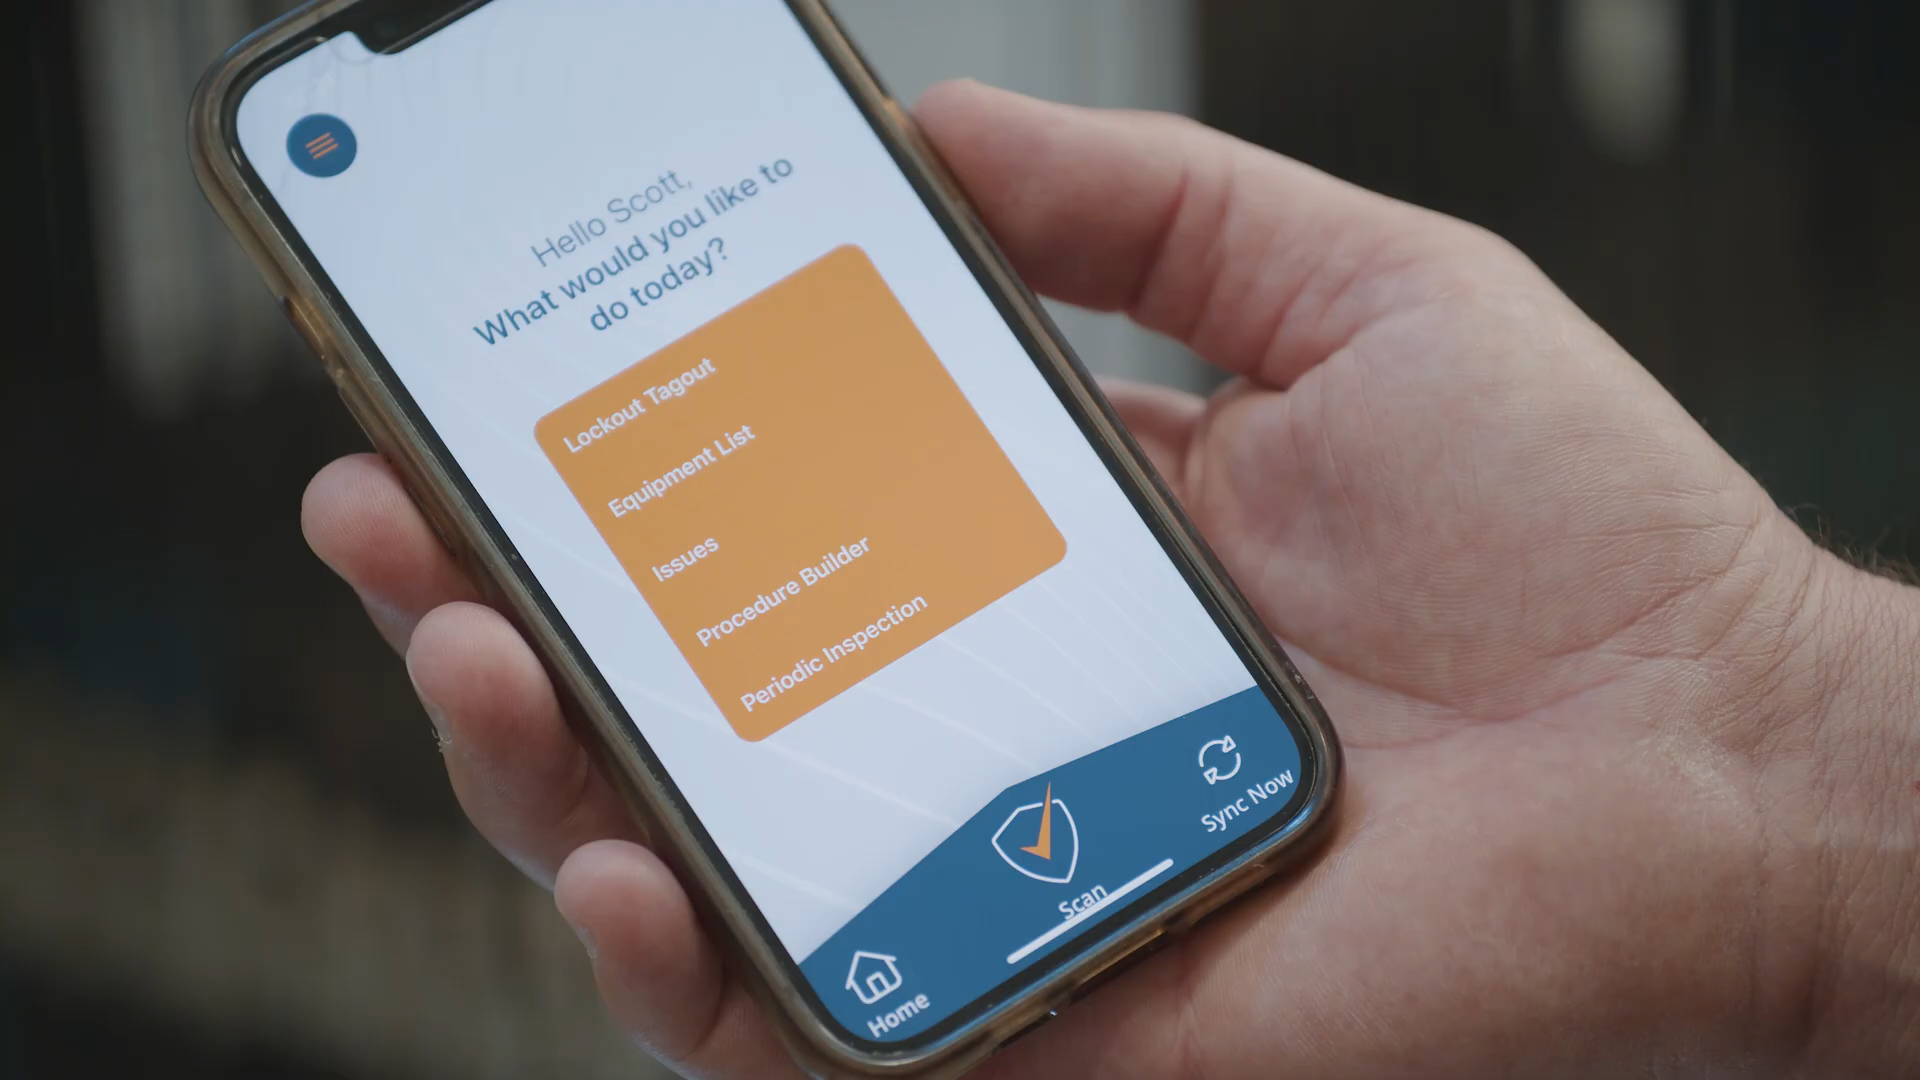 Hello Scott,
What would you like to
do today?
Lockout Tagout
Equipment List
Issues
Procedure Builder
Periodic Inspection
Home
Scan
Sync Now